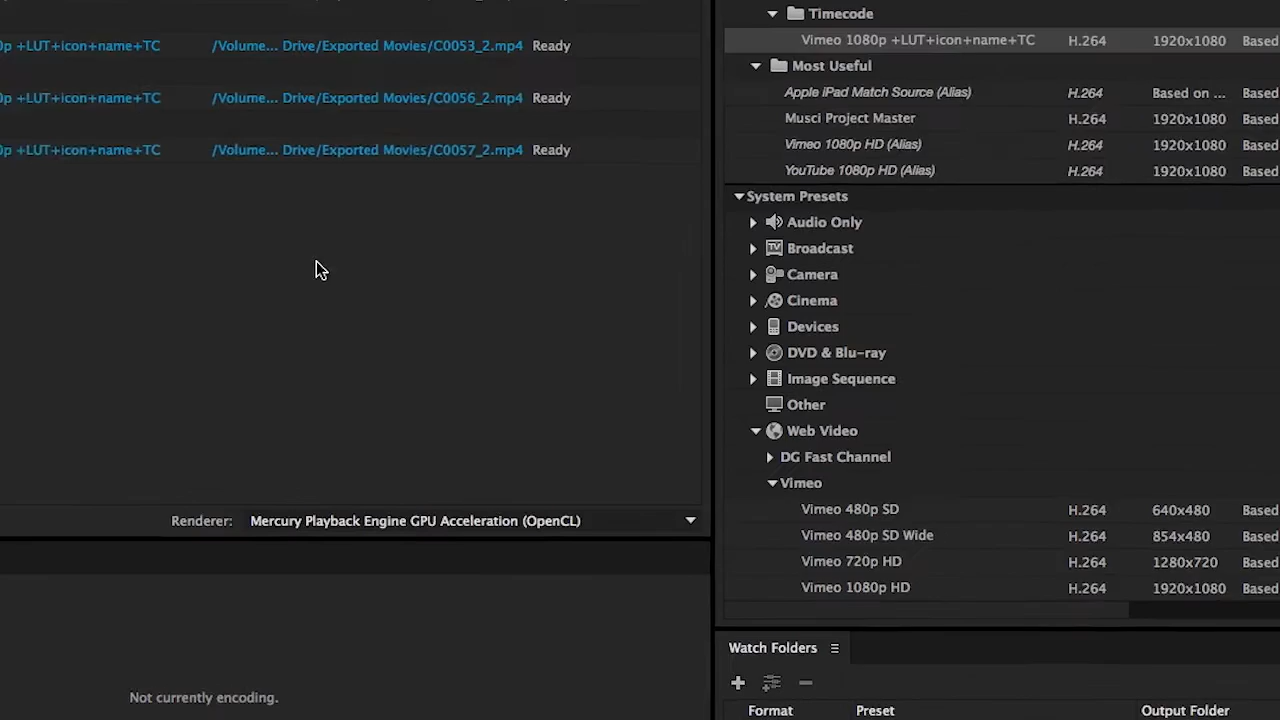 0p +LUT+icon+name+TC /Volume... Drive/Exported Movies/C0053_2.mp4 Ready
0p +LUT+icon+name+TC /Volume... Drive/Exported Movies/C0056_2.mp4 Ready
0p +LUT+icon+name+TC /Volume... Drive/Exported Movies/C0057_2.mp4 Ready
Renderer: Mercury Playback Engine GPU Acceleration (OpenCL)
Not currently encoding.
Timecode
Vimeo 1080p +LUT+icon+name+TC H.264 1920x1080 Based
Most Useful
Apple iPad Match Source (Alias) H.264 Based on ... Based
Musci Project Master H.264 1920x1080 Based
Vimeo 1080p HD (Alias) H.264 1920x1080 Based
YouTube 1080p HD (Alias) H.264 1920x1080 Based
System Presets
Audio Only
TV Broadcast
Camera
Cinema
Devices
DVD & Blu-ray
Image Sequence
Other
Web Video
DG Fast Channel
Vimeo
Vimeo 480p SD H.264 640x480 Based
Vimeo 480p SD Wide H.264 854x480 Based
Vimeo 720p HD H.264 1280x720 Based
Vimeo 1080p HD H.264 1920x1080 Based
Watch Folders
Format Preset Output Folder